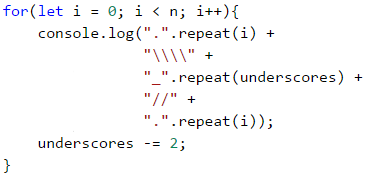 for(let i = 0; i < n; i++){
    console.log(".".repeat(i) +
                "\\\\" +
                "_".repeat(underscores) +
                "//" +
                ".".repeat(i));
    underscores -= 2;
}